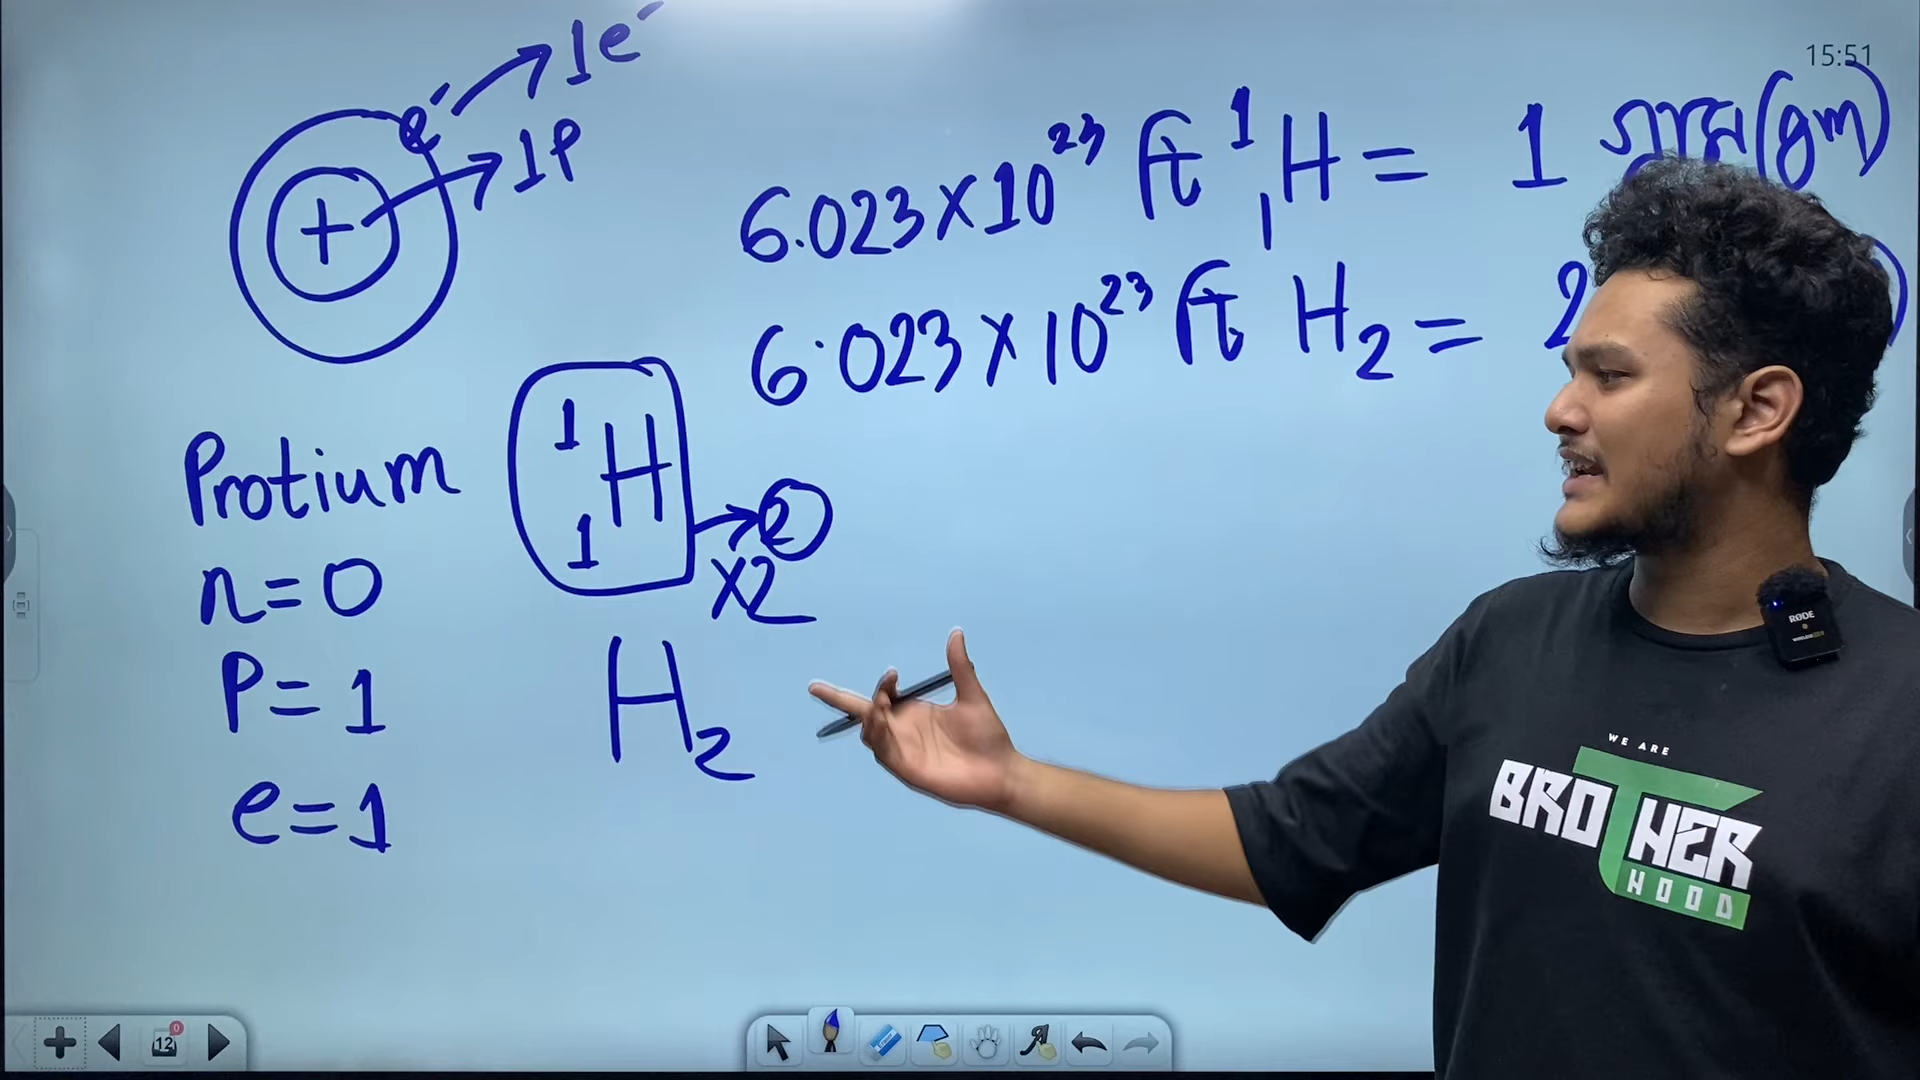 15:51
e⁻ → 1e⁻
+ → 1P
6.023×10²³ টি ¹₁H = 1 গ্রাম (gm)
6.023×10²³ টি H₂ = 2
Protium
n=0
P=1
e=1
¹₁H → e
×2
H₂
RØDE
WE ARE
BROTHER
HOOD
12
0